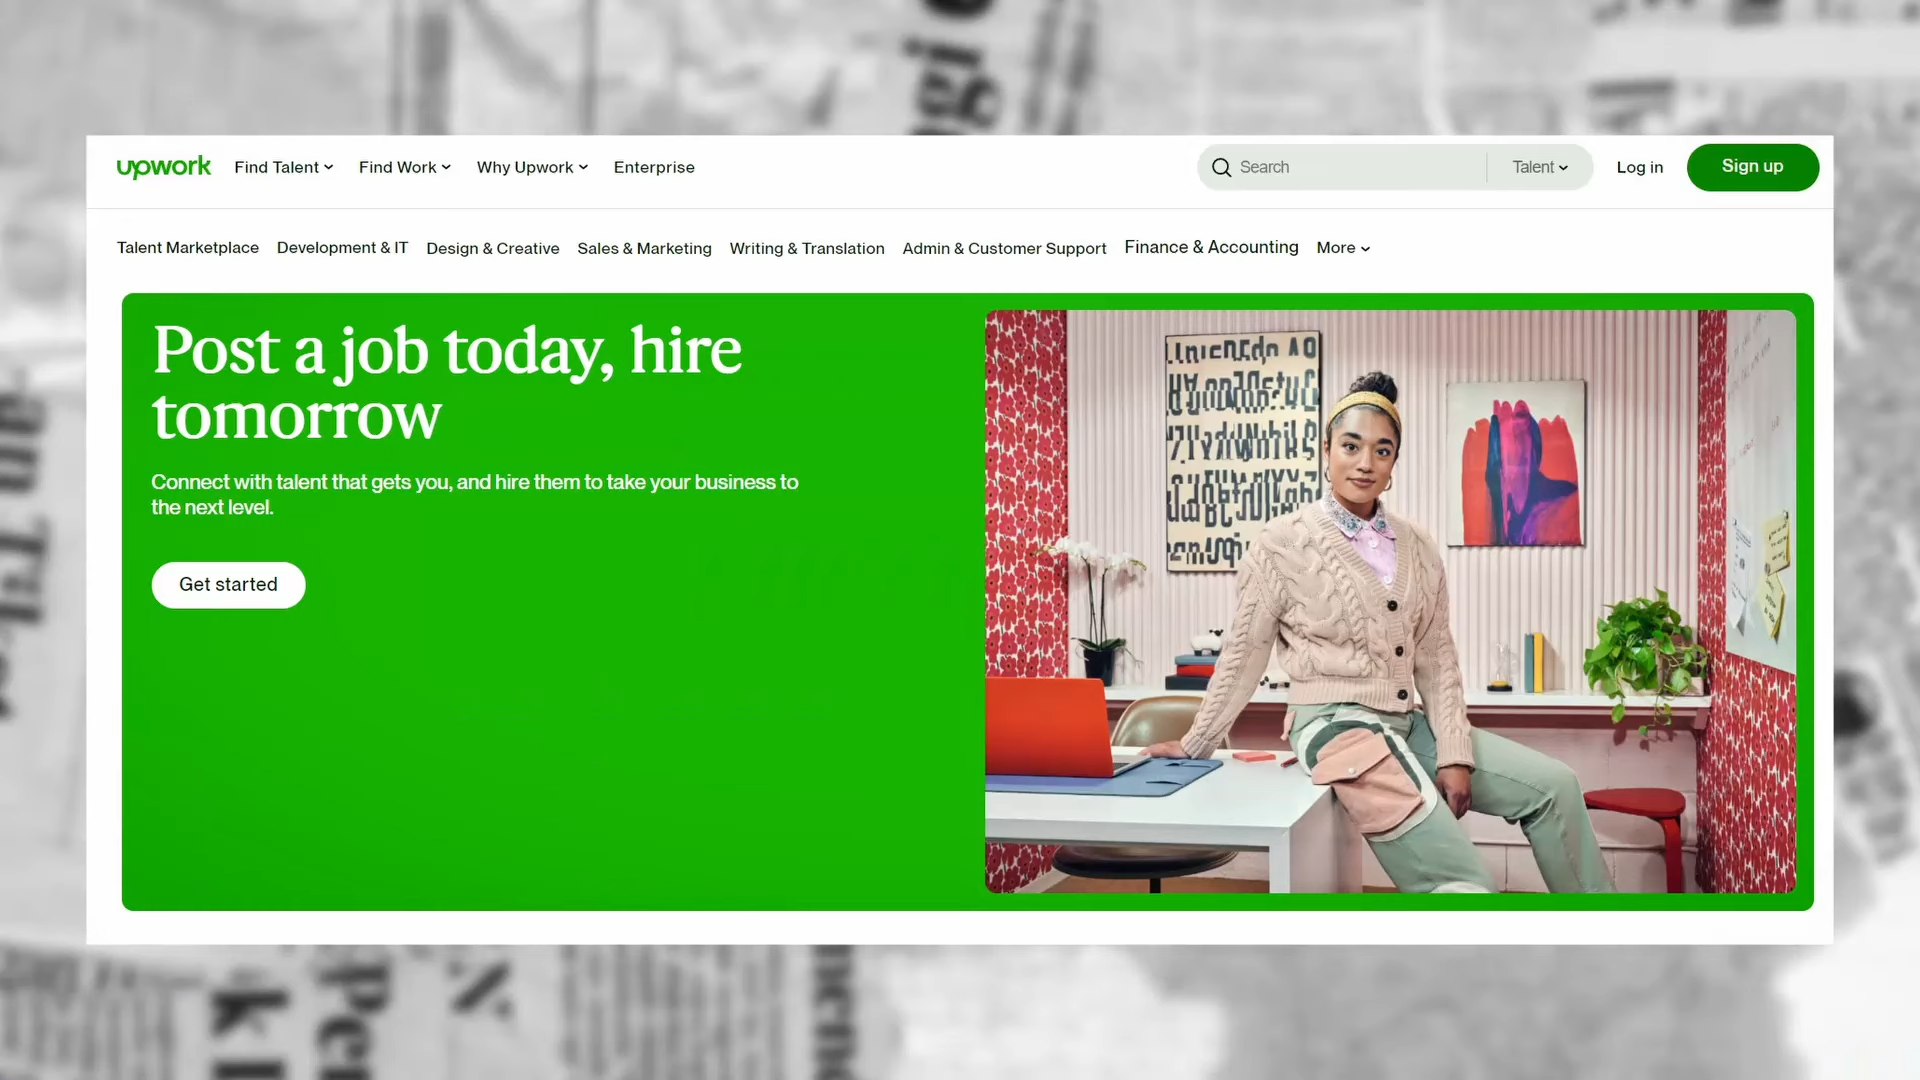 upwork Find Talent Find Work Why Upwork Enterprise Search Talent Log in Sign up
Talent Marketplace Development & IT Design & Creative Sales & Marketing Writing & Translation Admin & Customer Support Finance & Accounting More
Post a job today, hire
tomorrow
Connect with talent that gets you, and hire them to take your business to
the next level.
Get started